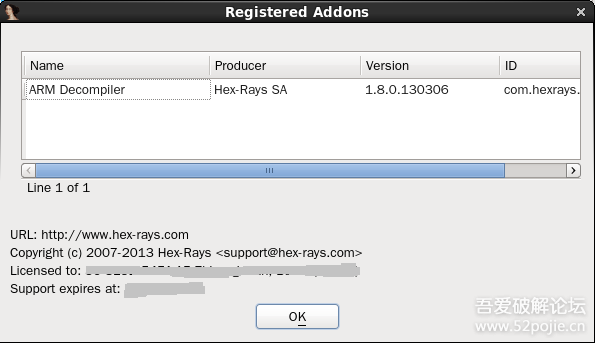 Registered Addons
Name Producer Version ID
ARM Decompiler Hex-Rays SA 1.8.0.130306 com.hexrays.
Line 1 of 1
URL: http://www.hex-rays.com
Copyright (c) 2007-2013 Hex-Rays <support@hex-rays.com>
Licensed to:
Support expires at:
OK
吾爱破解论坛
www.52pojie.cn